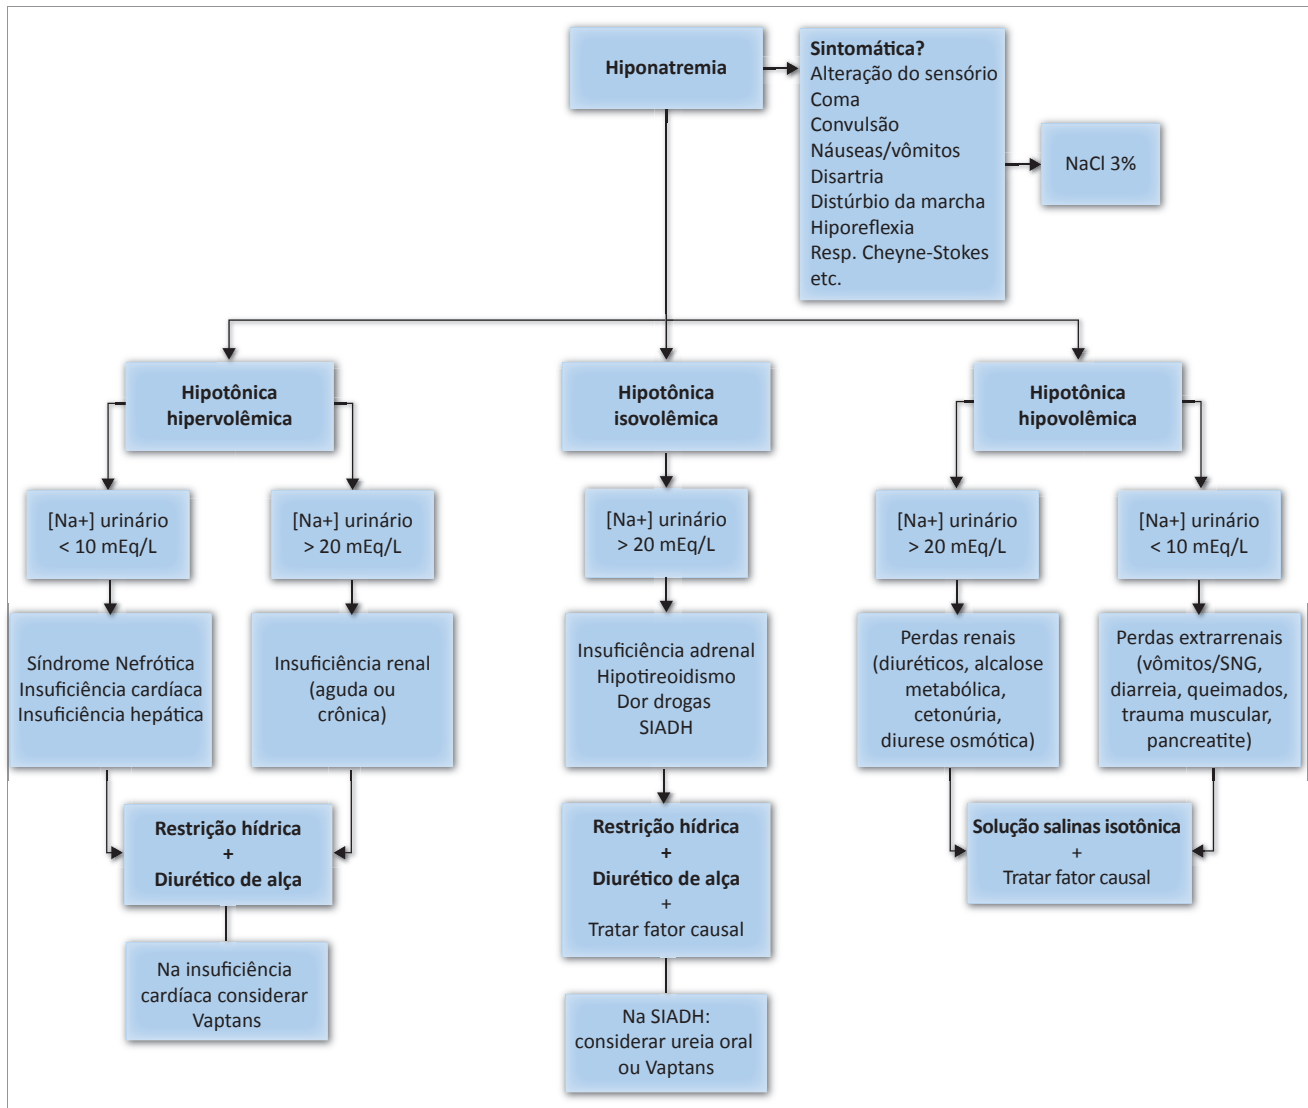 Hiponatremia
Sintomática?
Alteração do sensório
Coma
Convulsão
Náuseas/vômitos
Disartria
Distúrbio da marcha
Hiporeflexia
Resp. Cheyne-Stokes
etc.
NaCl 3%
Hipotônica
hipervolêmica
Hipotônica
isovolêmica
Hipotônica
hipovolêmica
[Na+] urinário
< 10 mEq/L
[Na+] urinário
> 20 mEq/L
[Na+] urinário
> 20 mEq/L
[Na+] urinário
> 20 mEq/L
[Na+] urinário
< 10 mEq/L
Síndrome Nefrótica
Insuficiência cardíaca
Insuficiência hepática
Insuficiência renal
(aguda ou
crônica)
Insuficiência adrenal
Hipotireoidismo
Dor drogas
SIADH
Perdas renais
(diuréticos, alcalose
metabólica,
cetonúria,
diurese osmótica)
Perdas extrarrenais
(vômitos/SNG,
diarreia, queimados,
trauma muscular,
pancreatite)
Restrição hídrica
+
Diurético de alça
Restrição hídrica
+
Diurético de alça
+
Tratar fator causal
Solução salinas isotônica
+
Tratar fator causal
Na insuficiência
cardíaca considerar
Vaptans
Na SIADH:
considerar ureia oral
ou Vaptans